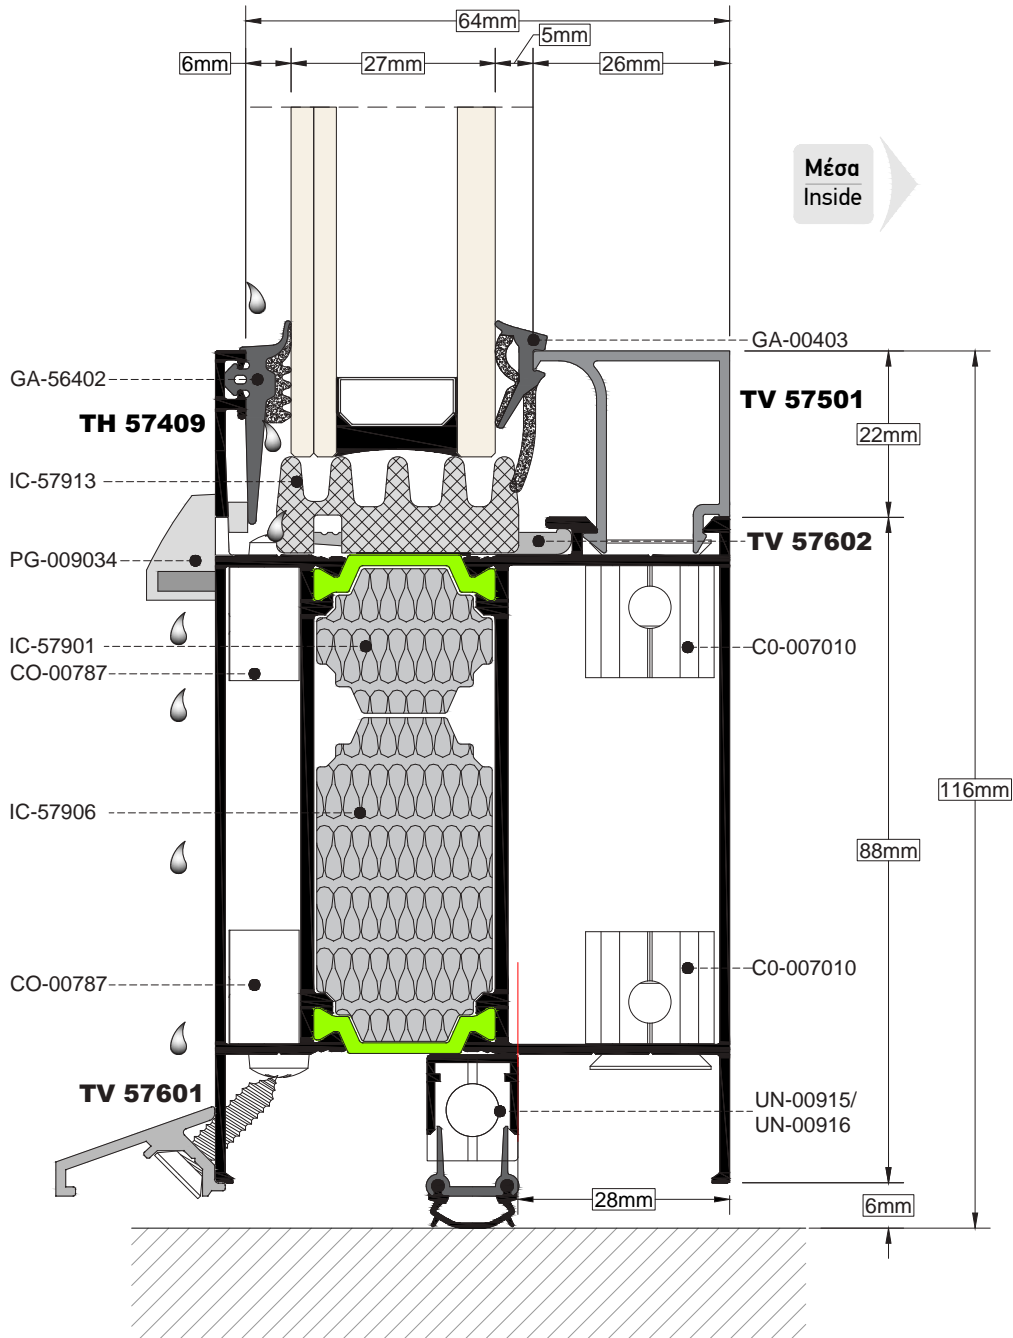 64mm
5mm
6mm
27mm
26mm
Μέσα
Inside
GA-00403
GA-56402
TV 57501
TH 57409
22mm
IC-57913
TV 57602
PG-009034
IC-57901
C0-007010
CO-00787
116mm
IC-57906
88mm
C0-007010
CO-00787
TV 57601
UN-00915/
UN-00916
28mm
6mm